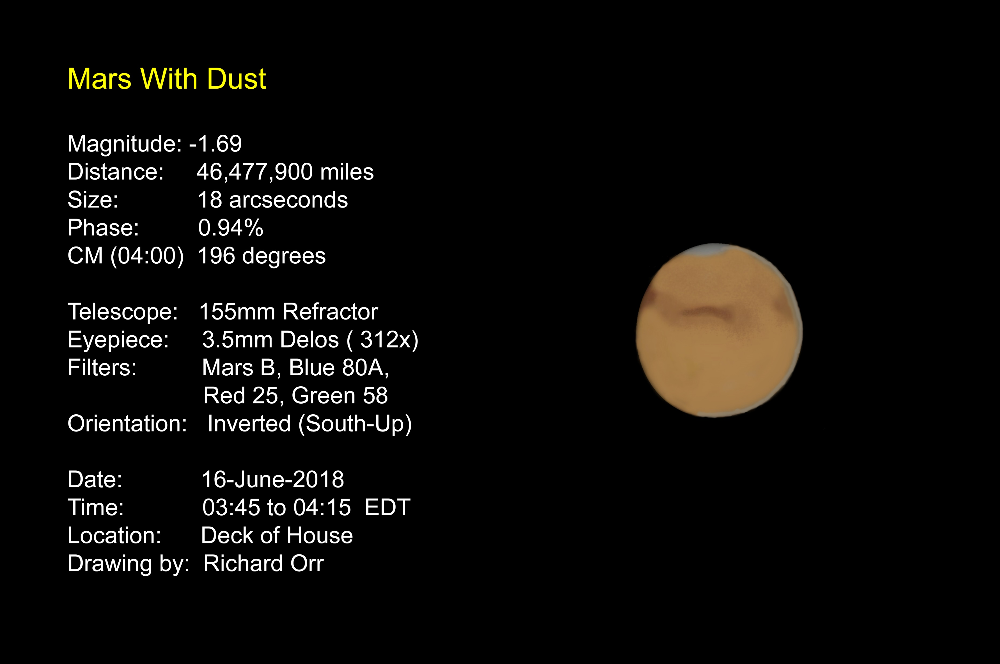 Mars With Dust
Magnitude: -1.69
Distance: 46,477,900 miles
Size: 18 arcseconds
Phase: 0.94%
CM (04:00) 196 degrees
Telescope: 155mm Refractor
Eyepiece: 3.5mm Delos ( 312x)
Filters: Mars B, Blue 80A,
Red 25, Green 58
Orientation: Inverted (South-Up)
Date: 16-June-2018
Time: 03:45 to 04:15 EDT
Location: Deck of House
Drawing by: Richard Orr